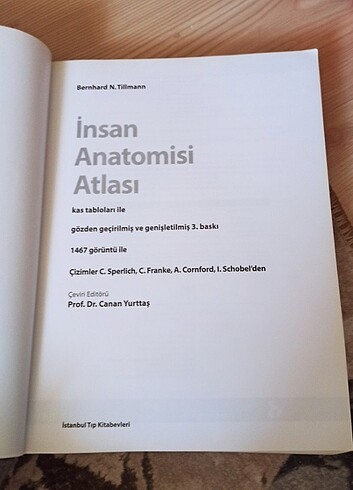 Bernhard N. Tillmann
İnsan
Anatomisi
Atlası
kas tabloları ile
gözden geçirilmiş ve genişletilmiş 3. baskı
1467 görüntü ile
Çizimler C. Sperlich, C. Franke, A. Cornford, I. Schobel'den
Çeviri Editörü
Prof. Dr. Canan Yurttaş
İstanbul Tıp Kitabevleri